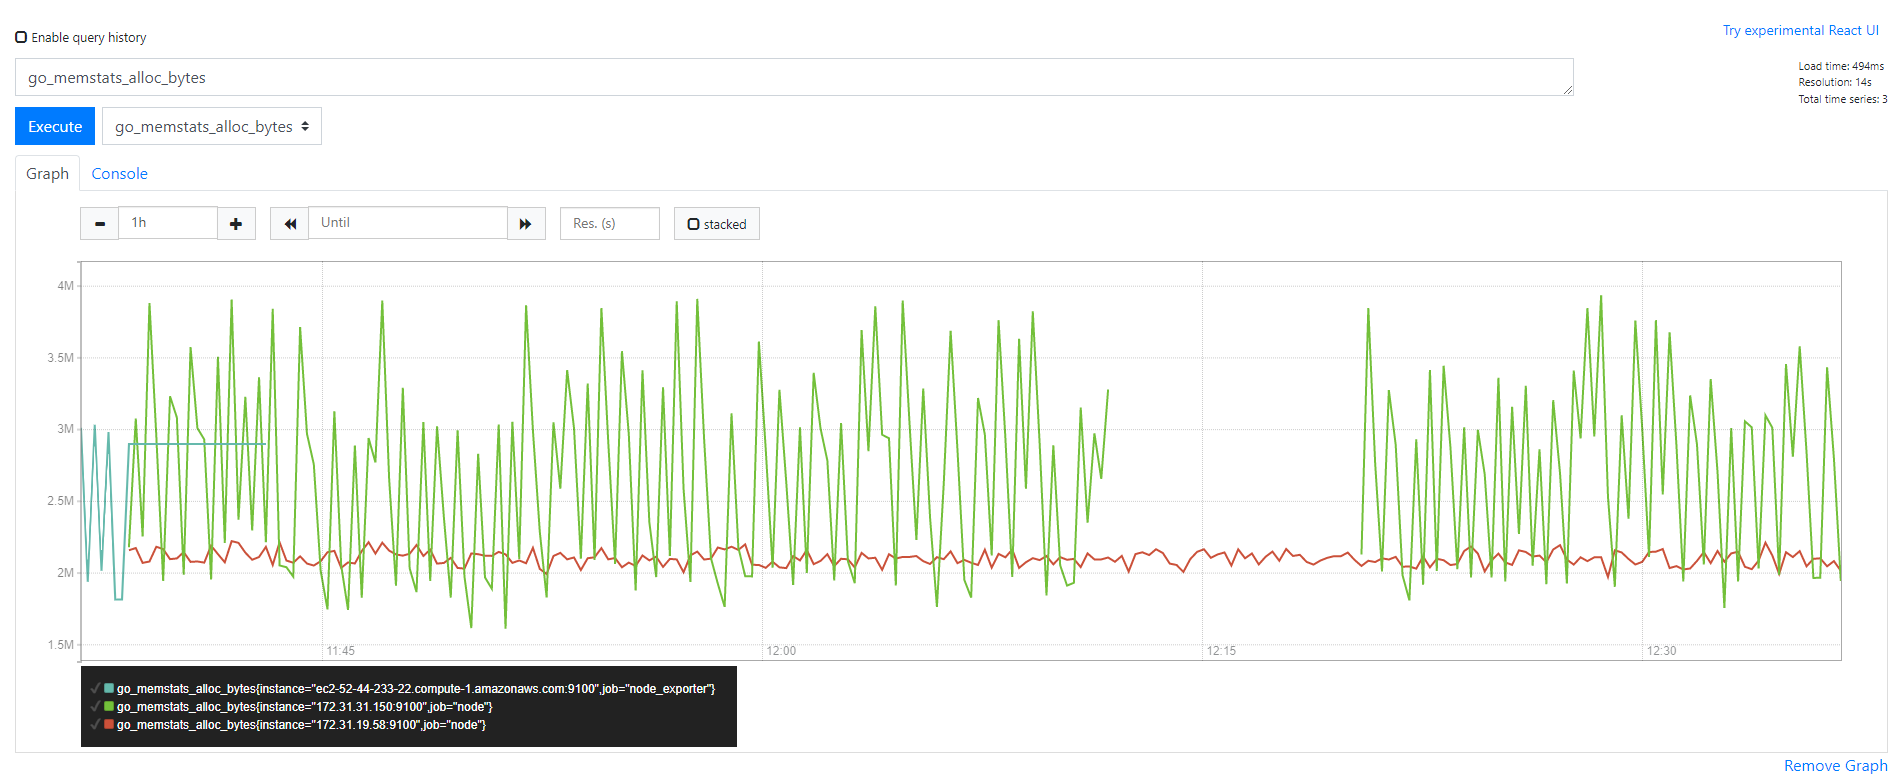 Enable query history
Try experimental React UI
go_memstats_alloc_bytes
Load time: 494ms
Resolution: 14s
Total time series: 3
Execute
go_memstats_alloc_bytes
Graph
Console
1h
Until
Res. (s)
stacked
4M
3.5M
3M
2.5M
2M
1.5M
11:45
12:00
12:15
12:30
go_memstats_alloc_bytes{instance="ec2-52-44-233-22.compute-1.amazonaws.com:9100",job="node_exporter"}
go_memstats_alloc_bytes{instance="172.31.31.150:9100",job="node"}
go_memstats_alloc_bytes{instance="172.31.19.58:9100",job="node"}
Remove Graph